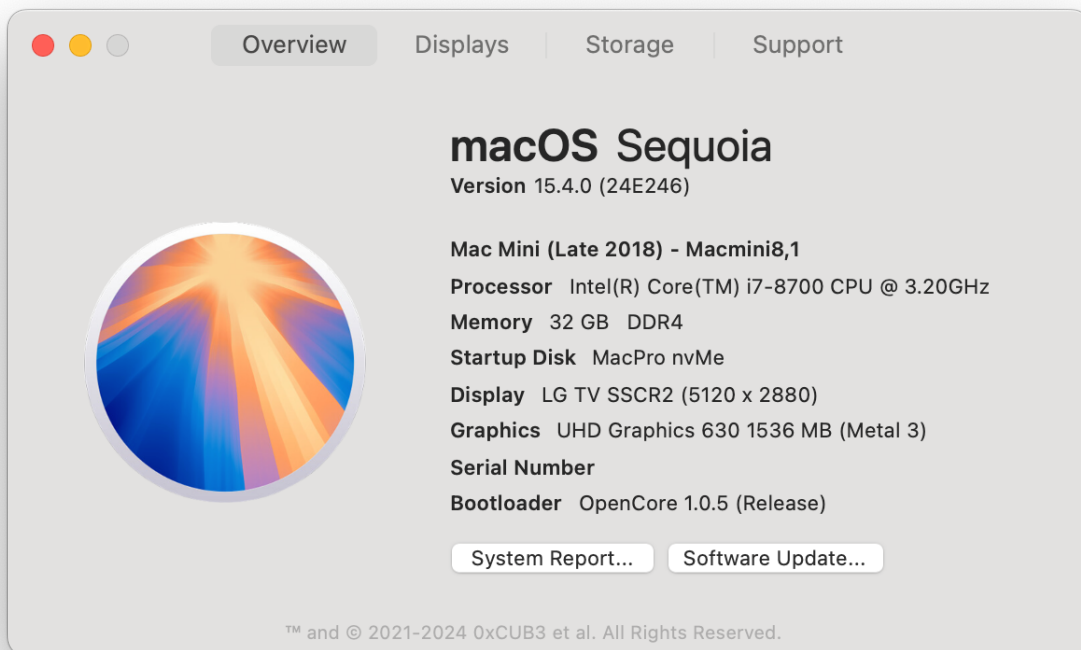 Overview Displays Storage Support
macOS Sequoia
Version 15.4.0 (24E246)
Mac Mini (Late 2018) - Macmini8,1
Processor Intel(R) Core(TM) i7-8700 CPU @ 3.20GHz
Memory 32 GB DDR4
Startup Disk MacPro nvMe
Display LG TV SSCR2 (5120 x 2880)
Graphics UHD Graphics 630 1536 MB (Metal 3)
Serial Number
Bootloader OpenCore 1.0.5 (Release)
System Report... Software Update...
™ and © 2021-2024 0xCUB3 et al. All Rights Reserved.